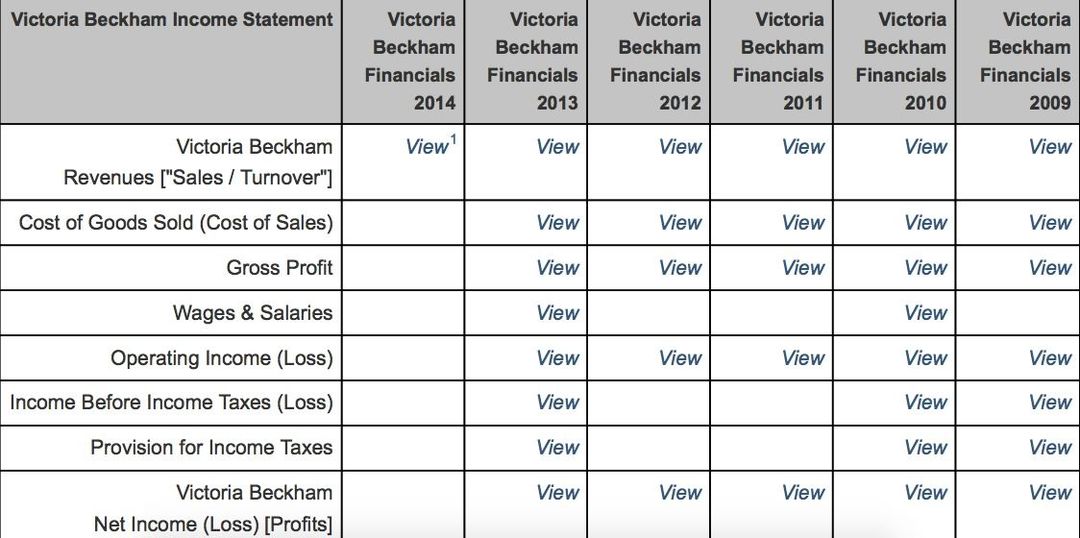 Victoria Beckham Income Statement Victoria Beckham Financials 2014 Victoria Beckham Financials 2013 Victoria Beckham Financials 2012 Victoria Beckham Financials 2011 Victoria Beckham Financials 2010 Victoria Beckham Financials 2009
Victoria Beckham
Revenues ["Sales / Turnover"] View¹ View View View View View
Cost of Goods Sold (Cost of Sales) View View View View View
Gross Profit View View View View View
Wages & Salaries View View
Operating Income (Loss) View View View View View
Income Before Income Taxes (Loss) View View View
Provision for Income Taxes View View View
Victoria Beckham
Net Income (Loss) [Profits] View View View View View